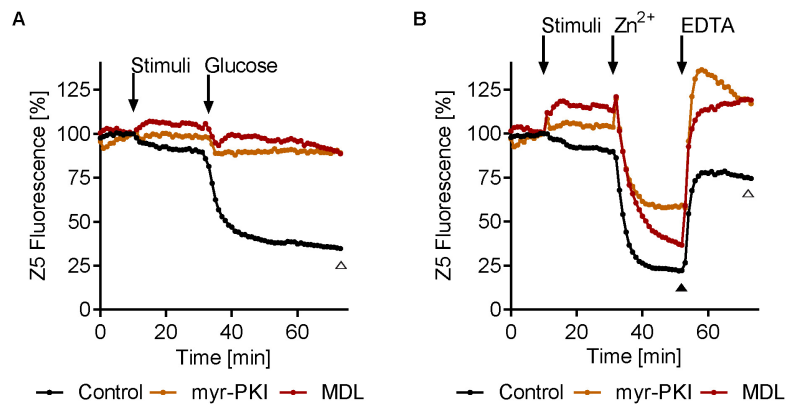 A
Stimuli Glucose
Z5 Fluorescence [%]
125
100
75
50
25
0
0 20 40 60
Time [min]
Control myr-PKI MDL
B
Stimuli Zn²⁺ EDTA
Z5 Fluorescence [%]
125
100
75
50
25
0
0 20 40 60
Time [min]
Control myr-PKI MDL